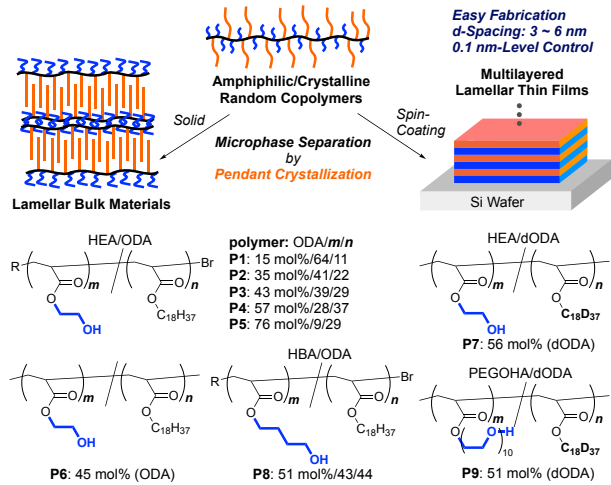 Easy Fabrication
d-Spacing: 3 ~ 6 nm
0.1 nm-Level Control
Amphiphilic/Crystalline
Random Copolymers
Multilayered
Lamellar Thin Films
Solid
Spin-
Coating
Microphase Separation
by
Pendant Crystallization
Lamellar Bulk Materials
Si Wafer
HEA/ODA
R
m
n
Br
O
O
O
O
OH
C18H37
polymer: ODA/m/n
P1: 15 mol%/64/11
P2: 35 mol%/41/22
P3: 43 mol%/39/29
P4: 57 mol%/28/37
P5: 76 mol%/9/29
HEA/dODA
m
n
O
O
O
O
OH
C18D37
P7: 56 mol% (dODA)
m
n
O
O
O
O
OH
C18H37
P6: 45 mol% (ODA)
HBA/ODA
R
m
n
Br
O
O
O
O
OH
C18H37
P8: 51 mol%/43/44
PEGOHA/dODA
m
n
O
O
O
O
O-H
10
C18D37
P9: 51 mol% (dODA)